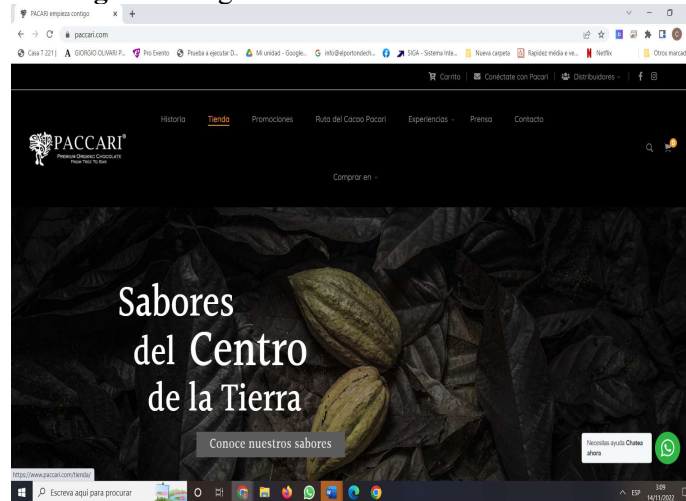 PACARI empieza contigo
paccari.com
Casa T 221 |
GIORGIO OLIVARI P...
Pro Evento
Prueba a ejecutar D...
Mi unidad - Google...
info@elportondech...
SIGA - Sistema Inte...
Nueva carpeta
Rapidez média e va...
Netflix
Otros marcad
Carrito | Conéctate con Pacari | Distribuidores
Historia Tienda Promociones Ruta del Cacao Pacari Experiencias Prensa Contacto
PACCARI®
PREMIUM ORGANIC CHOCOLATE
FROM TREE TO BAR
0
Comprar en
Sabores
del Centro
de la Tierra
Conoce nuestros sabores
Necesitas ayuda Chatea
ahora
https://www.paccari.com/tienda/
Escreva aqui para procurar
ESP
3:09
14/11/2022